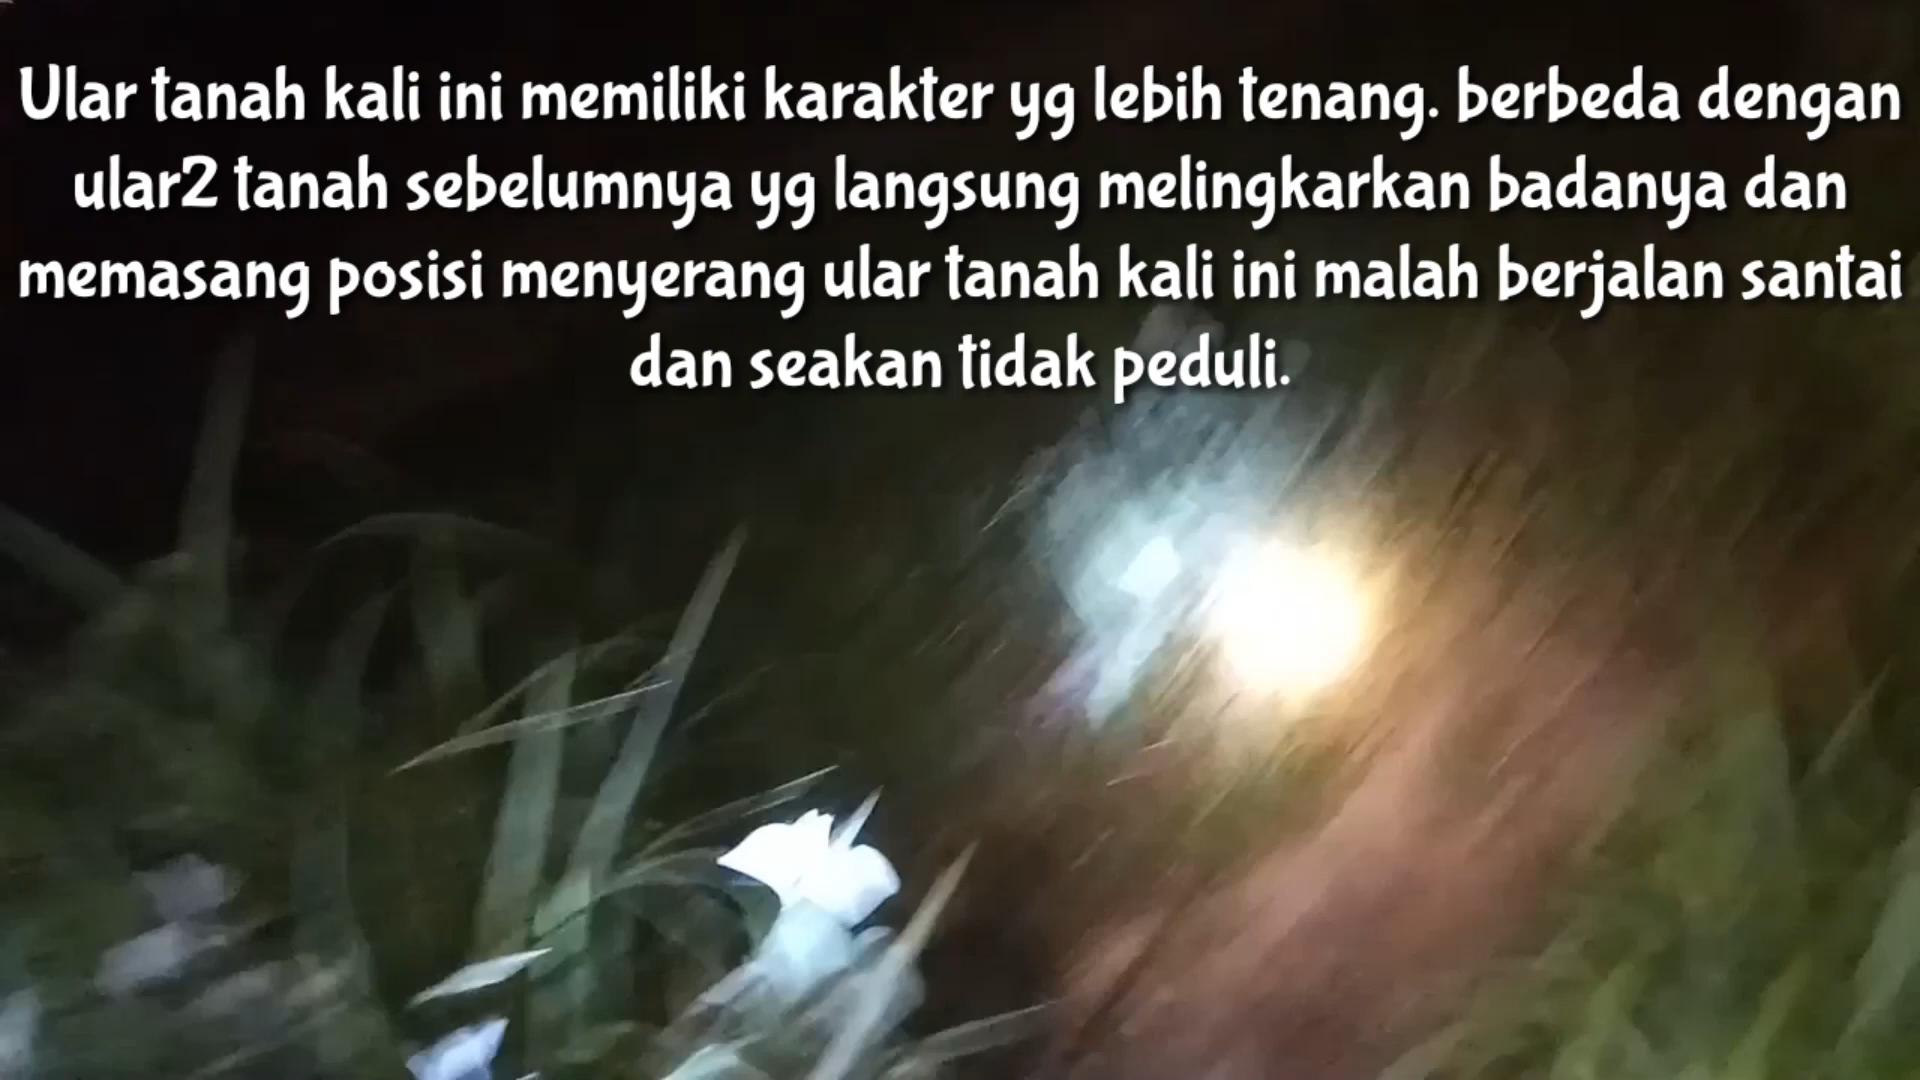 Ular tanah kali ini memiliki karakter yg lebih tenang. berbeda dengan
ular2 tanah sebelumnya yg langsung melingkarkan badanya dan
memasang posisi menyerang ular tanah kali ini malah berjalan santai
dan seakan tidak peduli.